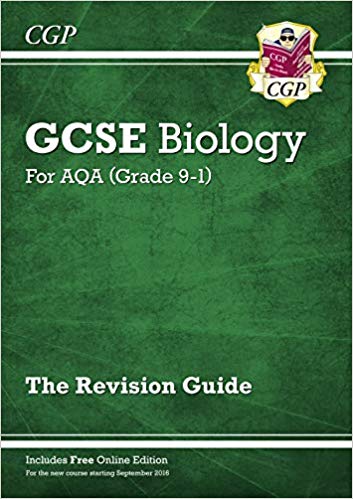 CGP
CGP
CGP
GCSE Biology
For AQA (Grade 9-1)
The Revision Guide
Includes Free Online Edition
For the new course starting September 2016